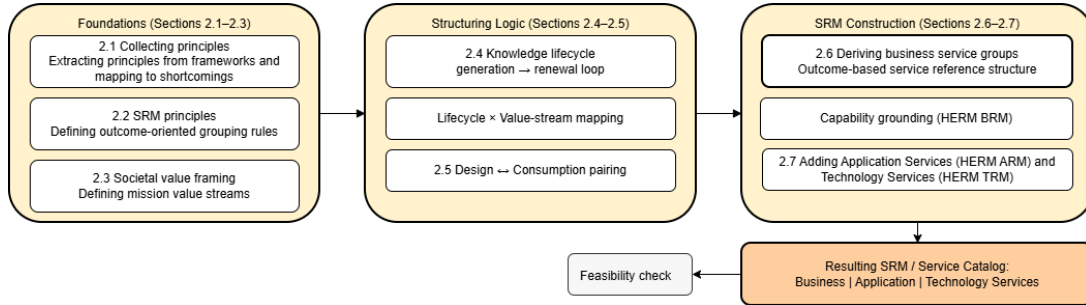 Foundations (Sections 2.1–2.3)
2.1 Collecting principles
Extracting principles from frameworks and
mapping to shortcomings
2.2 SRM principles
Defining outcome-oriented grouping rules
2.3 Societal value framing
Defining mission value streams
Structuring Logic (Sections 2.4–2.5)
2.4 Knowledge lifecycle
generation → renewal loop
Lifecycle × Value-stream mapping
2.5 Design ↔ Consumption pairing
SRM Construction (Sections 2.6–2.7)
2.6 Deriving business service groups
Outcome-based service reference structure
Capability grounding (HERM BRM)
2.7 Adding Application Services (HERM ARM) and
Technology Services (HERM TRM)
Resulting SRM / Service Catalog:
Business | Application | Technology Services
Feasibility check